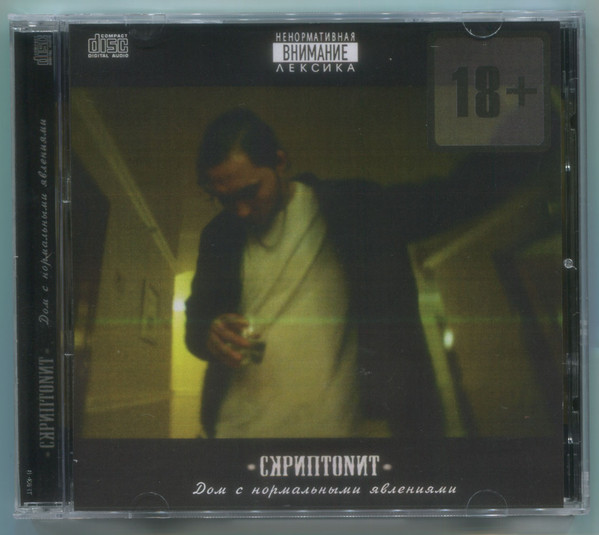 COMPACT
disc
DIGITAL AUDIO
НЕНОРМАТИВНАЯ
ВНИМАНИЕ
ЛЕКСИКА
18+
Дом с нормальными явлениями
СКРИПТОНИТ
СКРИПТОНИТ
Дом с нормальными явлениями